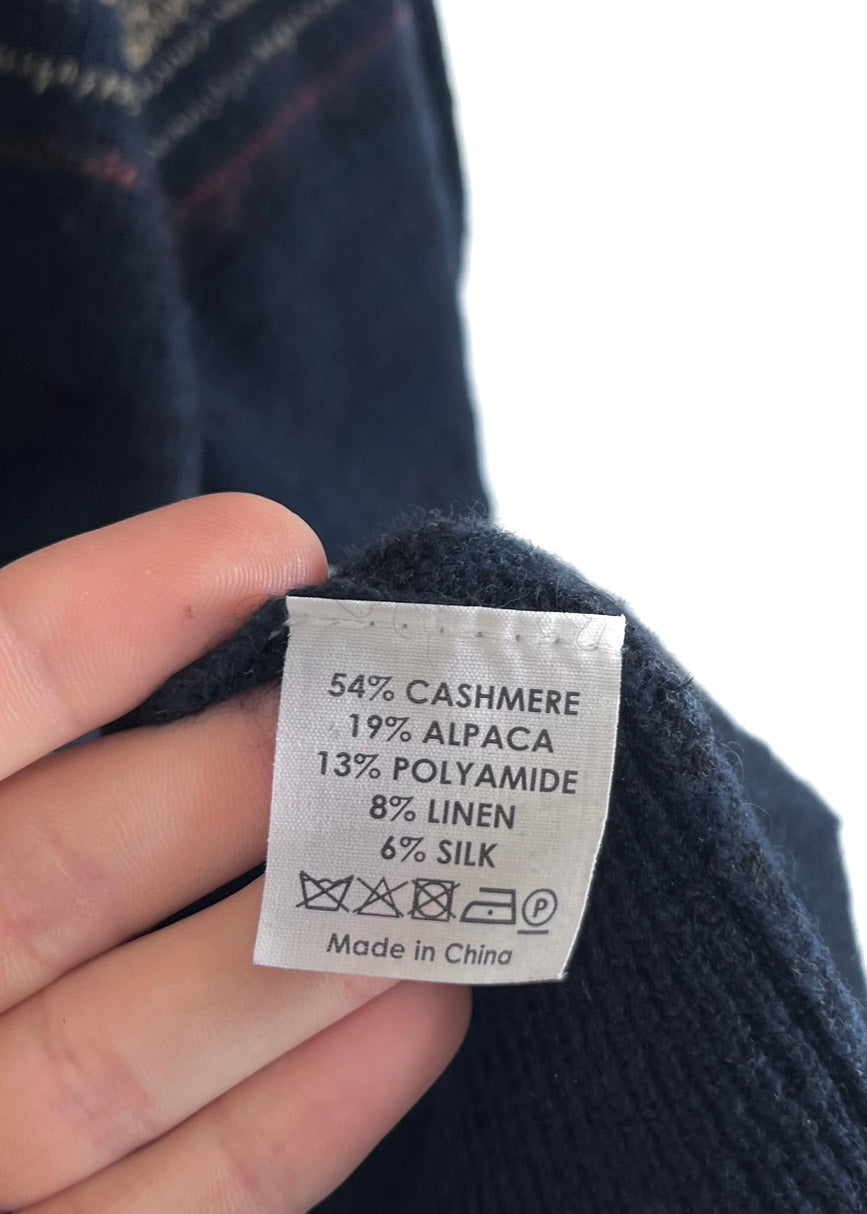 54% CASHMERE
19% ALPACA
13% POLYAMIDE
8% LINEN
6% SILK
P
Made in China